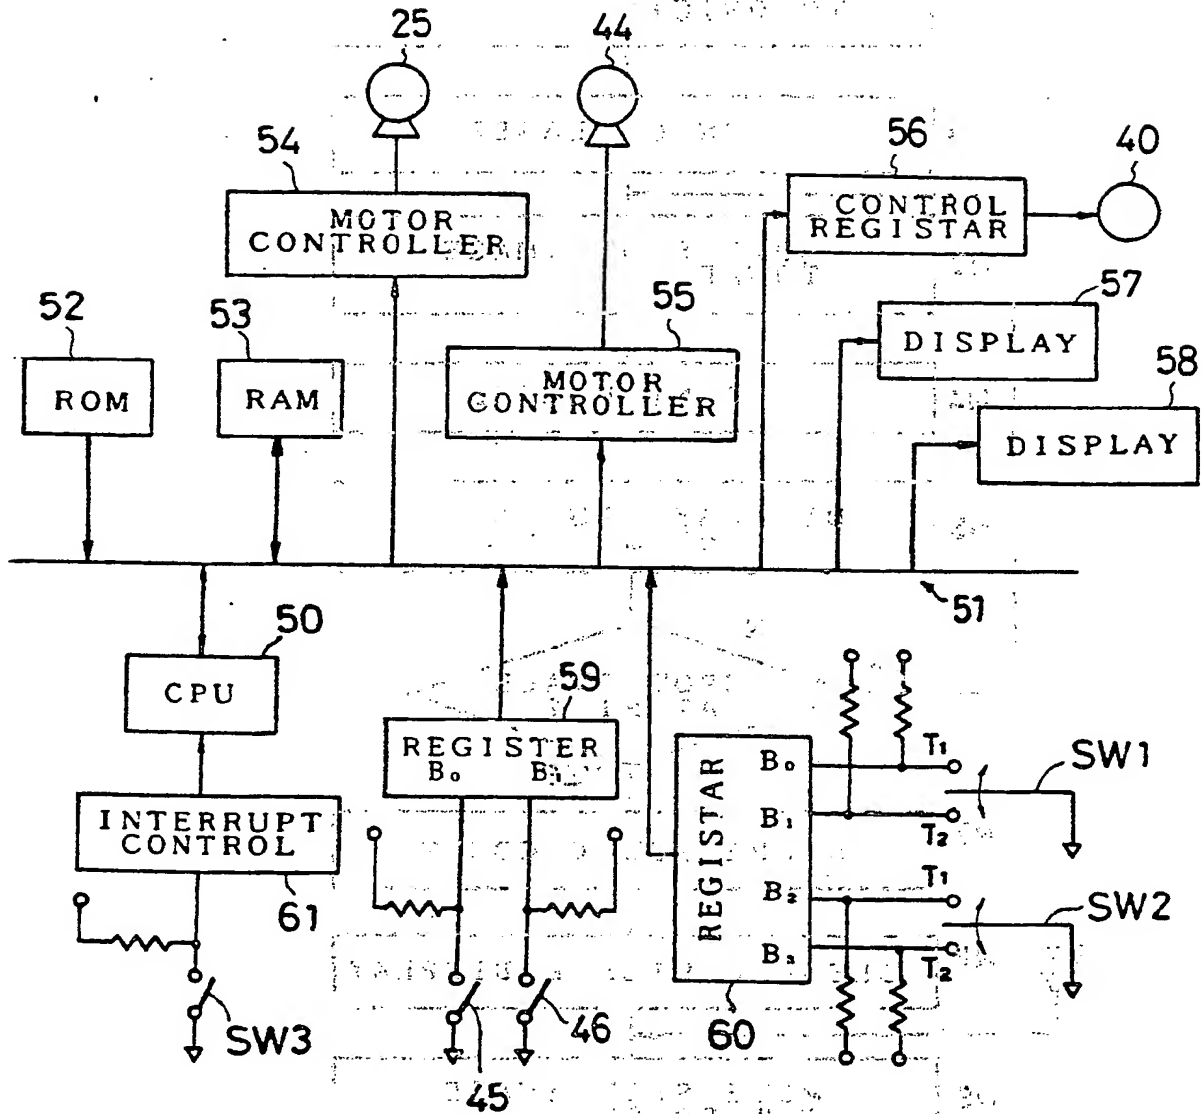 25
44
54
56
40
MOTOR
CONTROLLER
CONTROL
REGISTAR
52
53
55
57
ROM
RAM
MOTOR
CONTROLLER
DISPLAY
58
DISPLAY
51
50
CPU
59
REGISTER
B0 B1
INTERRUPT
CONTROL
61
SW3
45
46
REGISTAR
B0
B1
B2
B3
60
T1
T2
SW1
T1
T2
SW2